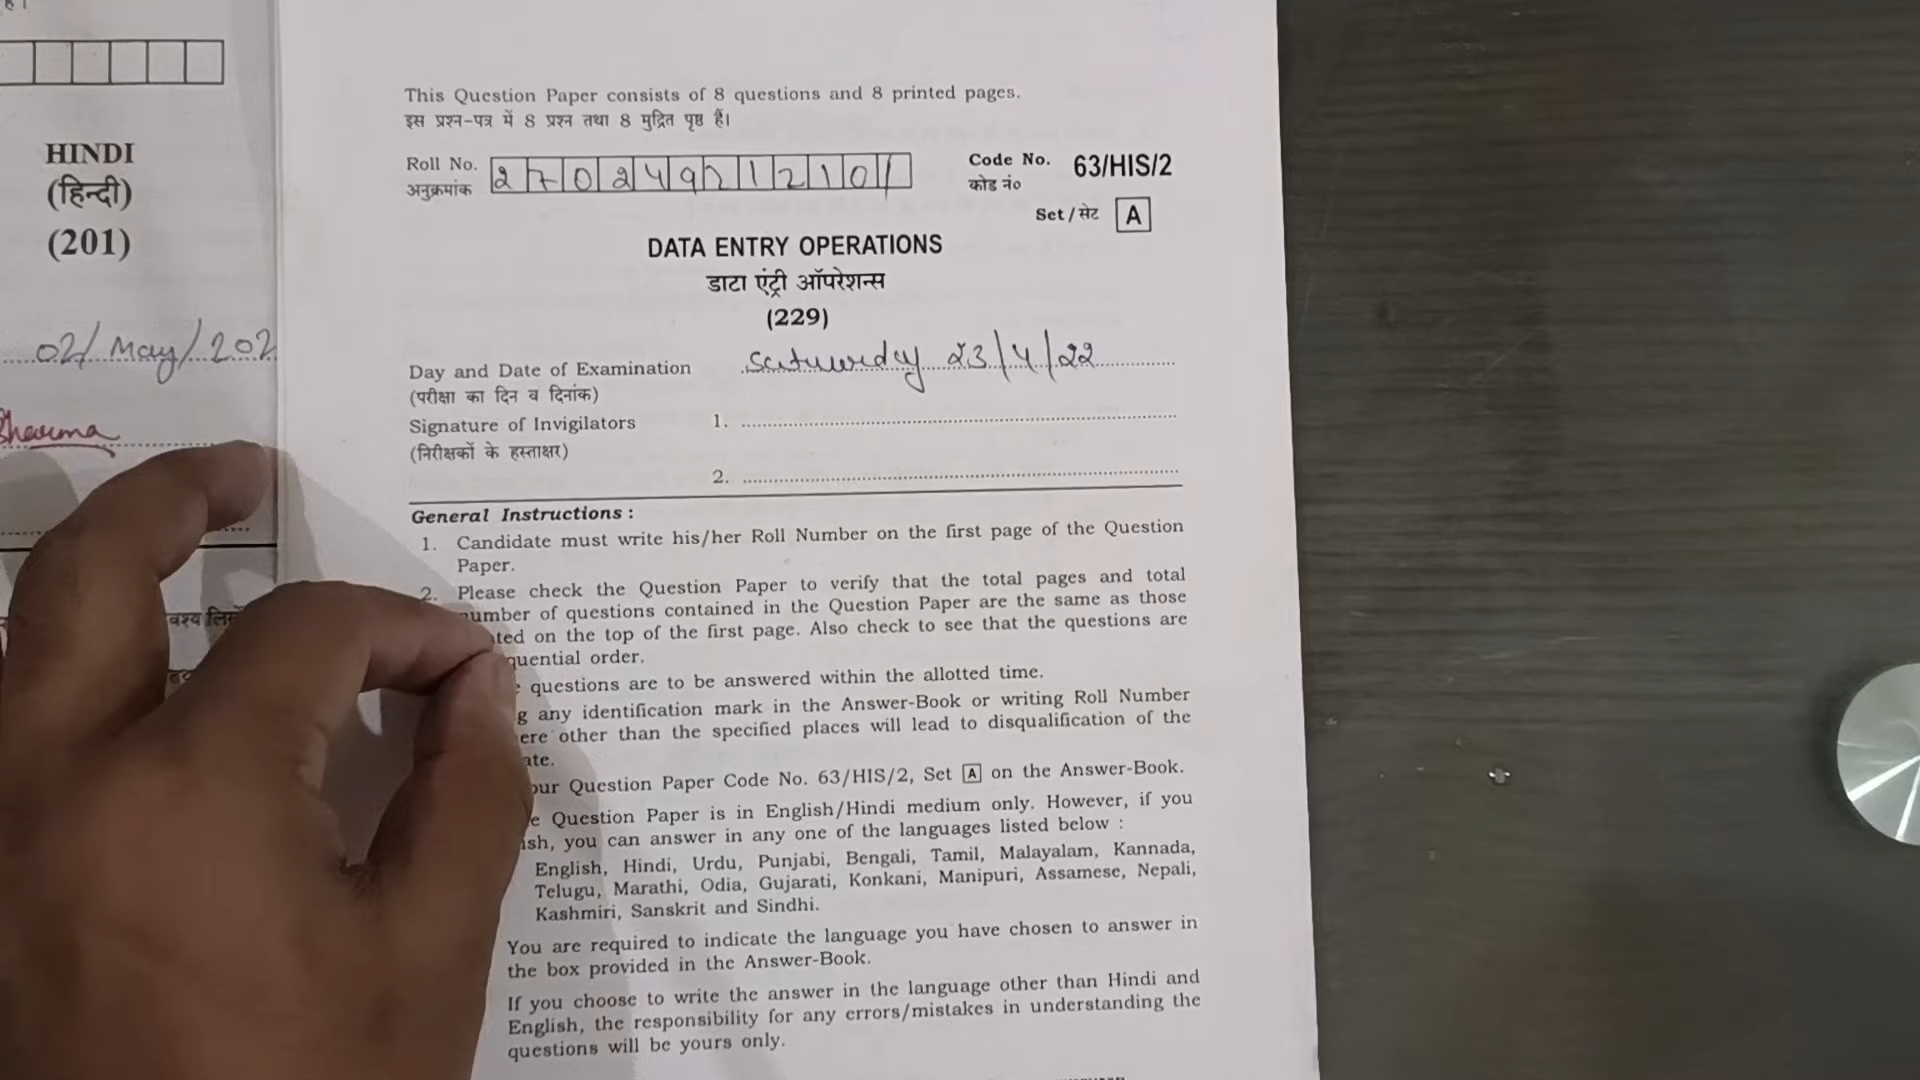 HINDI
(हिन्दी)
(201)
02/May/202
Sharma
वश्य लि
This Question Paper consists of 8 questions and 8 printed pages.
इस प्रश्न-पत्र में 8 प्रश्न तथा 8 मुद्रित पृष्ठ हैं।
Roll No.
अनुक्रमांक
Code No. 63/HIS/2
कोड नं०
Set/सेट A
DATA ENTRY OPERATIONS
डाटा एंट्री ऑपरेशन्स
(229)
Day and Date of Examination Saturday 23/4/22
(परीक्षा का दिन व दिनांक)
Signature of Invigilators 1.
(निरीक्षकों के हस्ताक्षर)
2.
General Instructions :
1. Candidate must write his/her Roll Number on the first page of the Question
Paper.
2. Please check the Question Paper to verify that the total pages and total
umber of questions contained in the Question Paper are the same as those
ted on the top of the first page. Also check to see that the questions are
quential order.
questions are to be answered within the allotted time.
g any identification mark in the Answer-Book or writing Roll Number
ere other than the specified places will lead to disqualification of the
ate.
our Question Paper Code No. 63/HIS/2, Set A on the Answer-Book.
e Question Paper is in English/Hindi medium only. However, if you
ish, you can answer in any one of the languages listed below :
English, Hindi, Urdu, Punjabi, Bengali, Tamil, Malayalam, Kannada,
Telugu, Marathi, Odia, Gujarati, Konkani, Manipuri, Assamese, Nepali,
Kashmiri, Sanskrit and Sindhi.
You are required to indicate the language you have chosen to answer in
the box provided in the Answer-Book.
If you choose to write the answer in the language other than Hindi and
English, the responsibility for any errors/mistakes in understanding the
questions will be yours only.